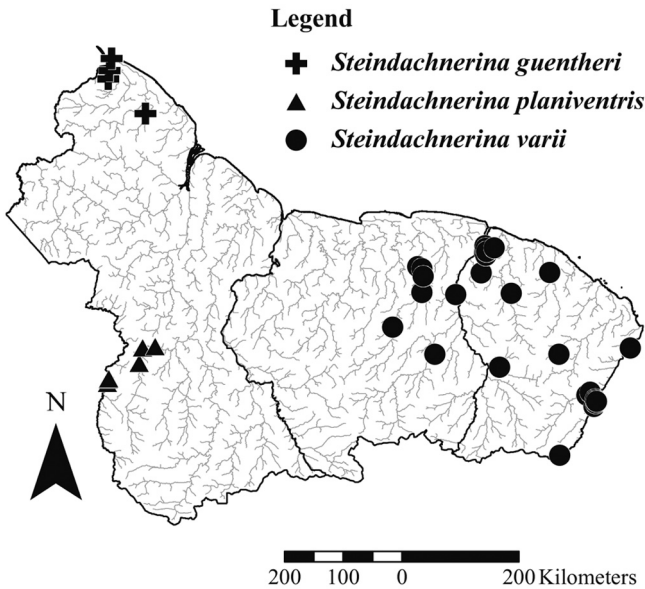 Legend
Steindachnerina guentheri
Steindachnerina planiventris
Steindachnerina varii
N
200 100 0 200 Kilometers